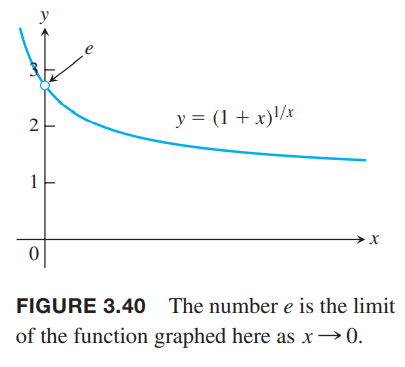 y
e
3
y = (1 + x)^{1/x}
2
1
x
0
FIGURE 3.40 The number e is the limit
of the function graphed here as x → 0.